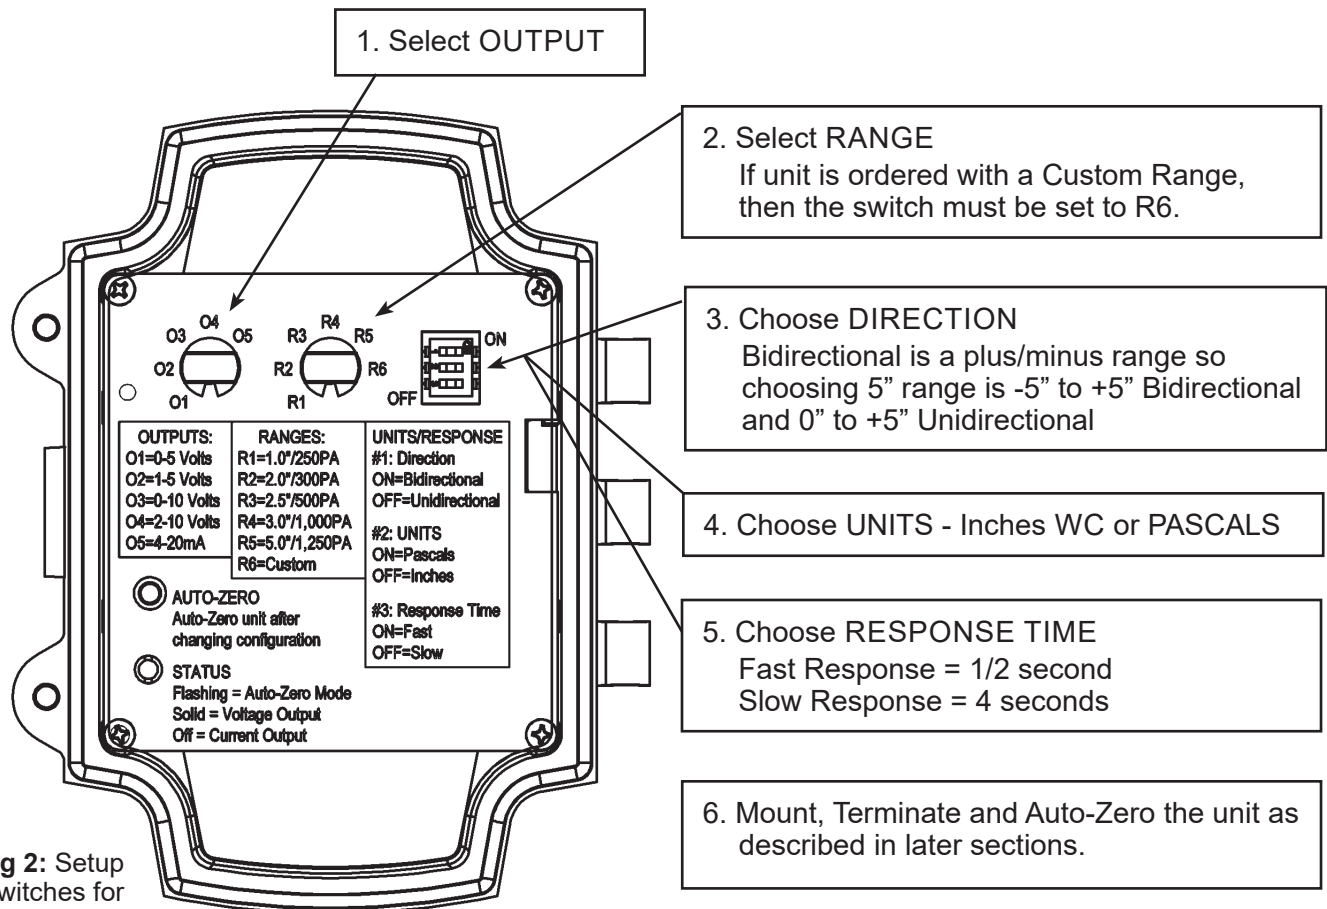 1. Select OUTPUT
2. Select RANGE
If unit is ordered with a Custom Range,
then the switch must be set to R6.
3. Choose DIRECTION
Bidirectional is a plus/minus range so
choosing 5” range is -5” to +5” Bidirectional
and 0” to +5” Unidirectional
4. Choose UNITS - Inches WC or PASCALS
5. Choose RESPONSE TIME
Fast Response = 1/2 second
Slow Response = 4 seconds
6. Mount, Terminate and Auto-Zero the unit as
described in later sections.
O1
O2
O3
O4
O5
R1
R2
R3
R4
R5
R6
ON
OFF
OUTPUTS:
O1=0-5 Volts
O2=1-5 Volts
O3=0-10 Volts
O4=2-10 Volts
O5=4-20mA
RANGES:
R1=1.0"/250PA
R2=2.0"/300PA
R3=2.5"/500PA
R4=3.0"/1,000PA
R5=5.0"/1,250PA
R6=Custom
UNITS/RESPONSE
#1: Direction
ON=Bidirectional
OFF=Unidirectional
#2: UNITS
ON=Pascals
OFF=Inches
#3: Response Time
ON=Fast
OFF=Slow
AUTO-ZERO
Auto-Zero unit after
changing configuration
STATUS
Flashing = Auto-Zero Mode
Solid = Voltage Output
Off = Current Output
g 2: Setup
witches for